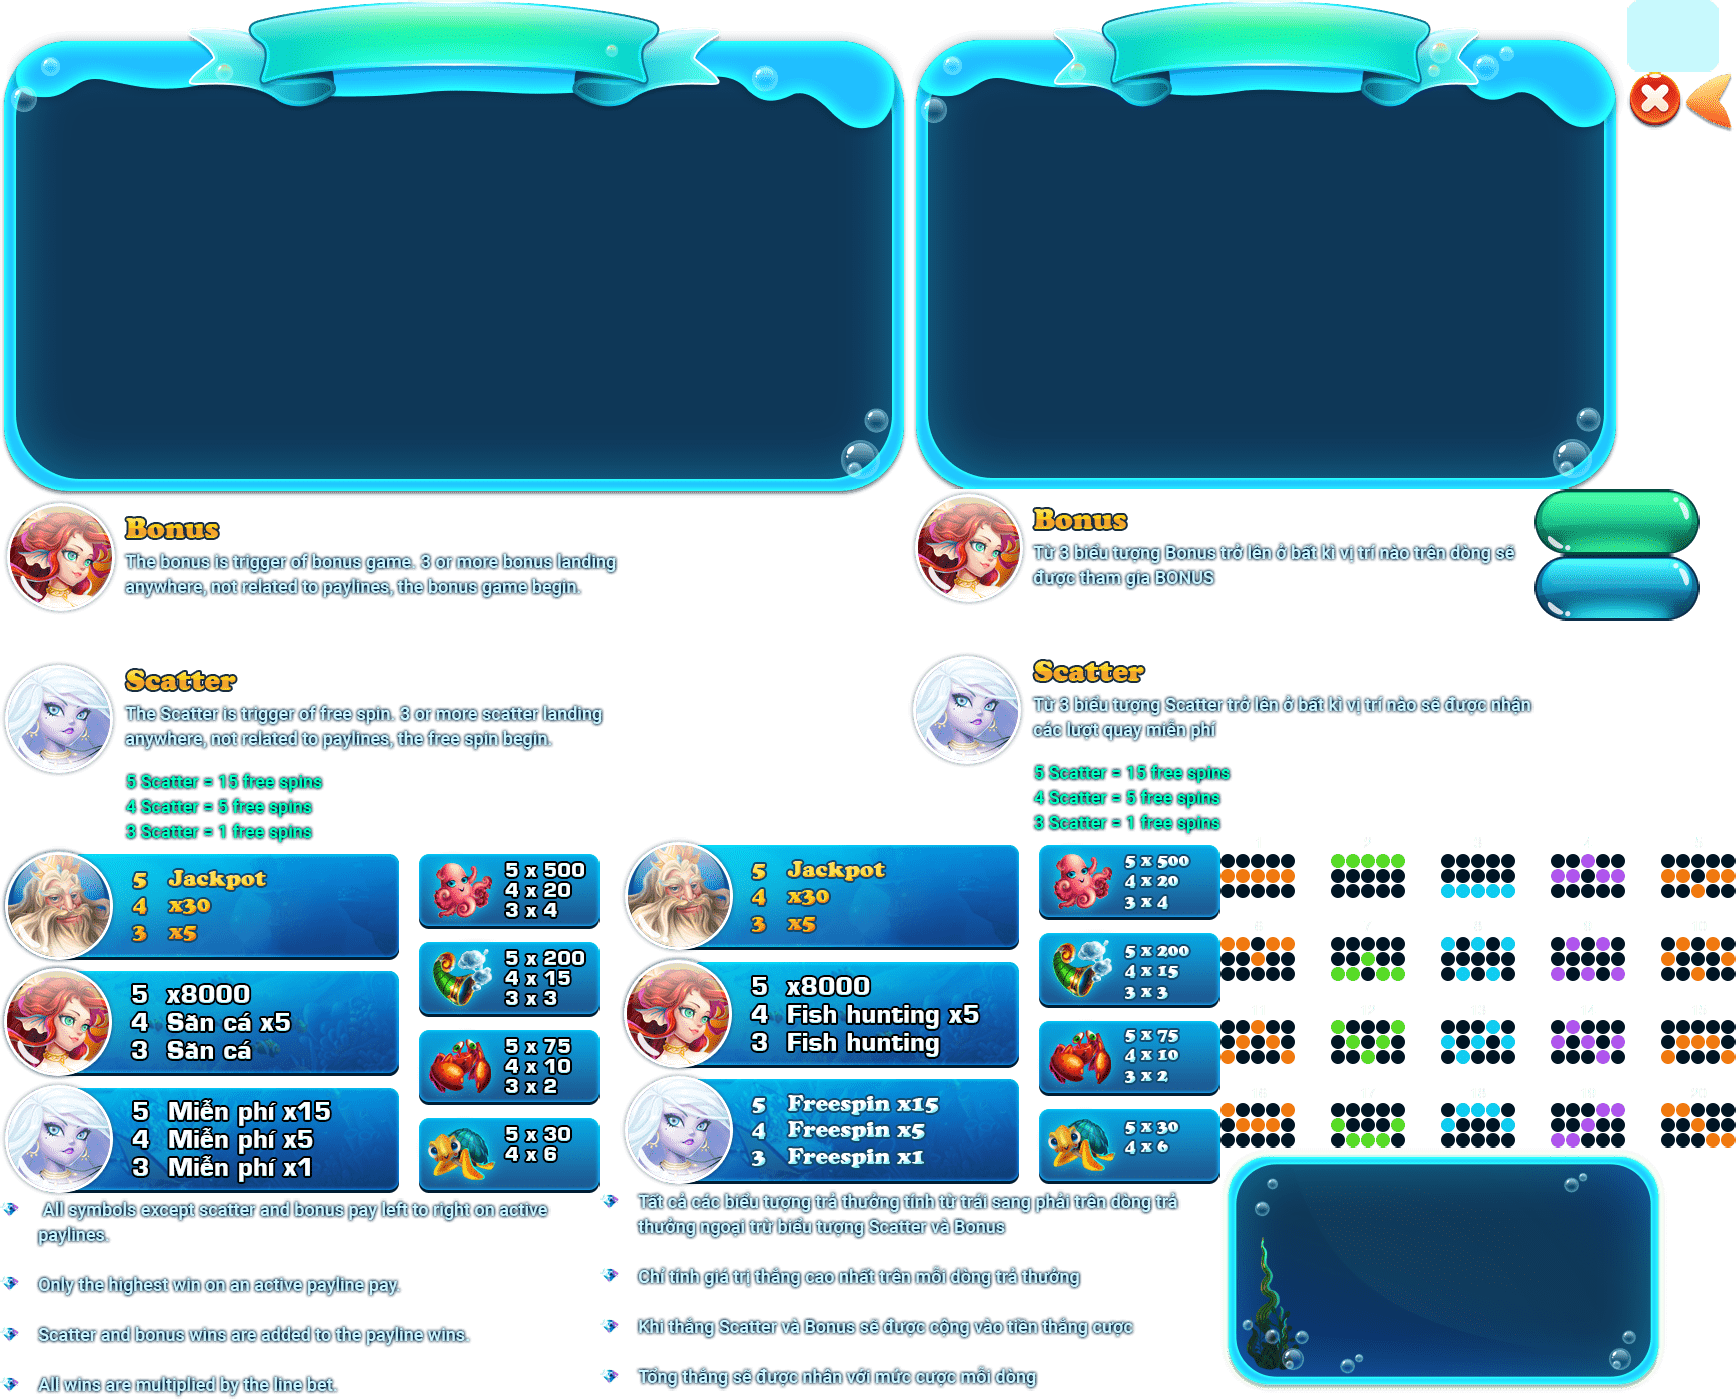 Bonus
The bonus is trigger of bonus game. 3 or more bonus landing
anywhere, not related to paylines, the bonus game begin.
Scatter
The Scatter is trigger of free spin. 3 or more scatter landing
anywhere, not related to paylines, the free spin begin.
5 Scatter = 15 free spins
4 Scatter = 5 free spins
3 Scatter = 1 free spins
Bonus
Từ 3 biểu tượng Bonus trở lên ở bất kì vị trí nào trên dòng sẽ
được tham gia BONUS
Scatter
Từ 3 biểu tượng Scatter trở lên ở bất kì vị trí nào sẽ được nhận
các lượt quay miễn phí
5 Scatter = 15 free spins
4 Scatter = 5 free spins
3 Scatter = 1 free spins
5 Jackpot
4 x30
3 x5
5 x8000
4 Săn cá x5
3 Săn cá
5 Miễn phí x15
4 Miễn phí x5
3 Miễn phí x1
5 x 500
4 x 20
3 x 4
5 x 200
4 x 15
3 x 3
5 x 75
4 x 10
3 x 2
5 x 30
4 x 6
5 Jackpot
4 x30
3 x5
5 x8000
4 Fish hunting x5
3 Fish hunting
5 Freespin x15
4 Freespin x5
3 Freespin x1
5 x 500
4 x 20
3 x 4
5 x 200
4 x 15
3 x 3
5 x 75
4 x 10
3 x 2
5 x 30
4 x 6
All symbols except scatter and bonus pay left to right on active
paylines.
Only the highest win on an active payline pay.
Scatter and bonus wins are added to the payline wins.
All wins are multiplied by the line bet.
Tất cả các biểu tượng trả thưởng tính từ trái sang phải trên dòng trả
thưởng ngoại trừ biểu tượng Scatter và Bonus
Chỉ tính giá trị thắng cao nhất trên mỗi dòng trả thưởng
Khi thắng Scatter và Bonus sẽ được cộng vào tiền thắng cược
Tổng thắng sẽ được nhân với mức cược mỗi dòng